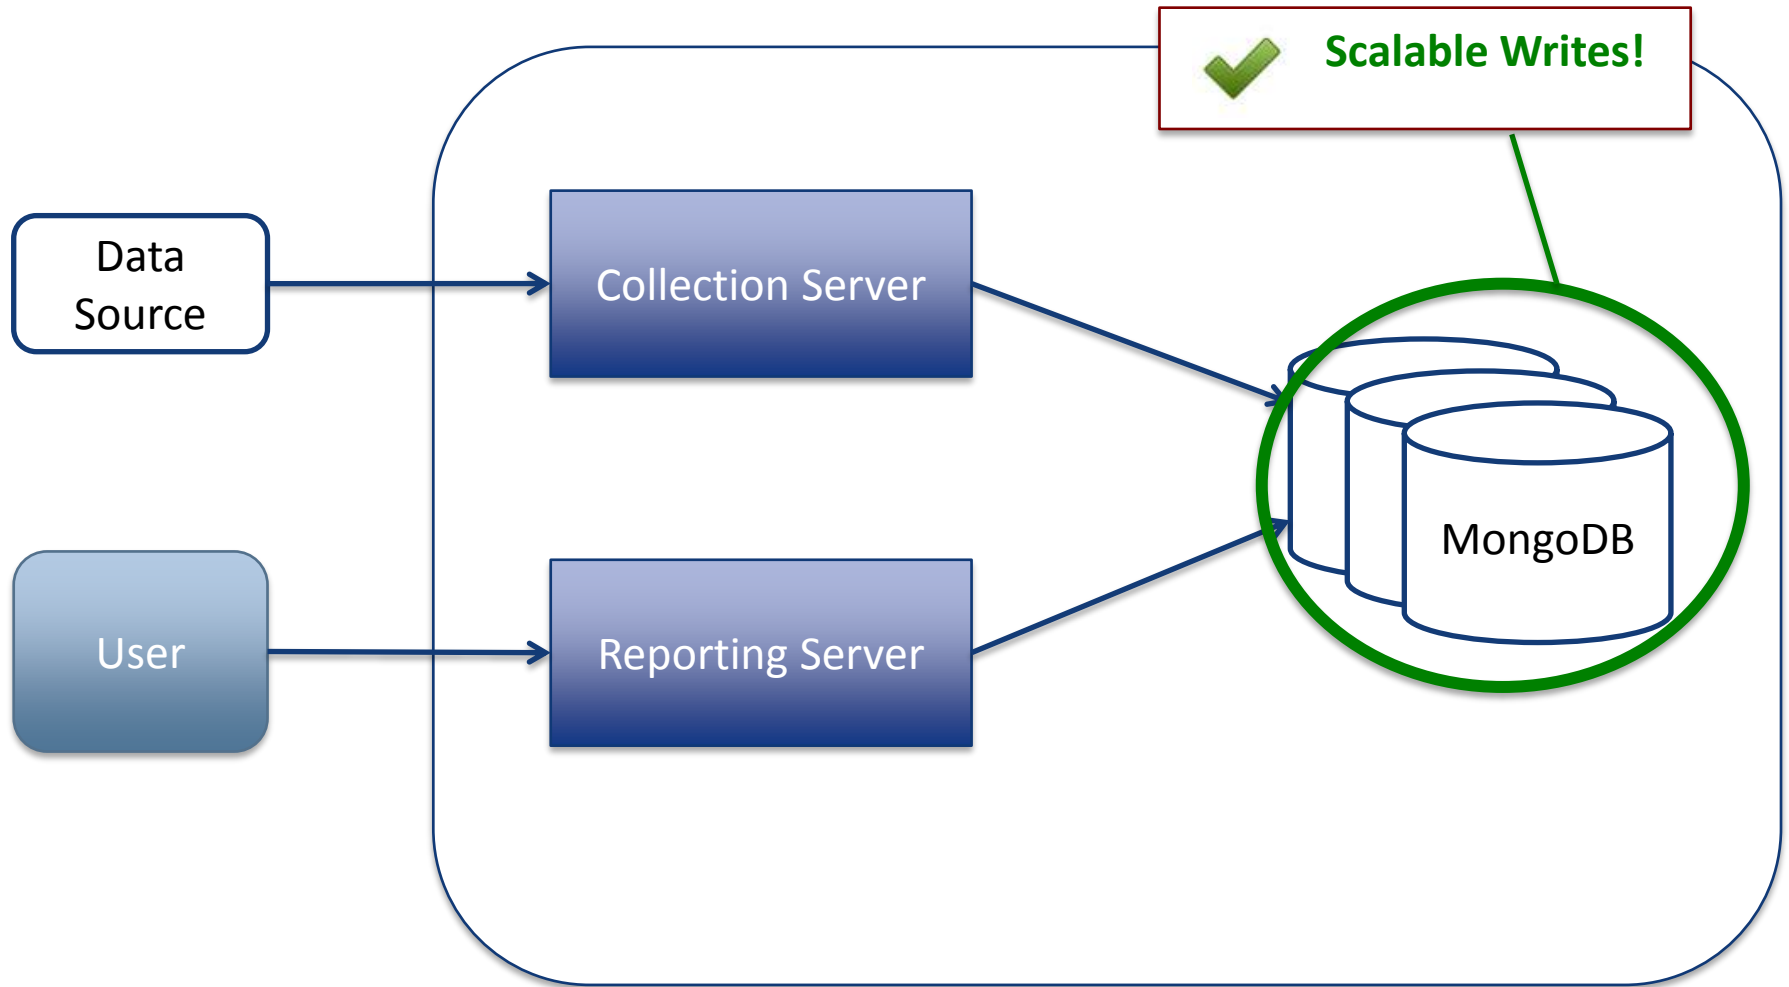 Scalable Writes!
Data
Source
Collection Server
MongoDB
User
Reporting Server